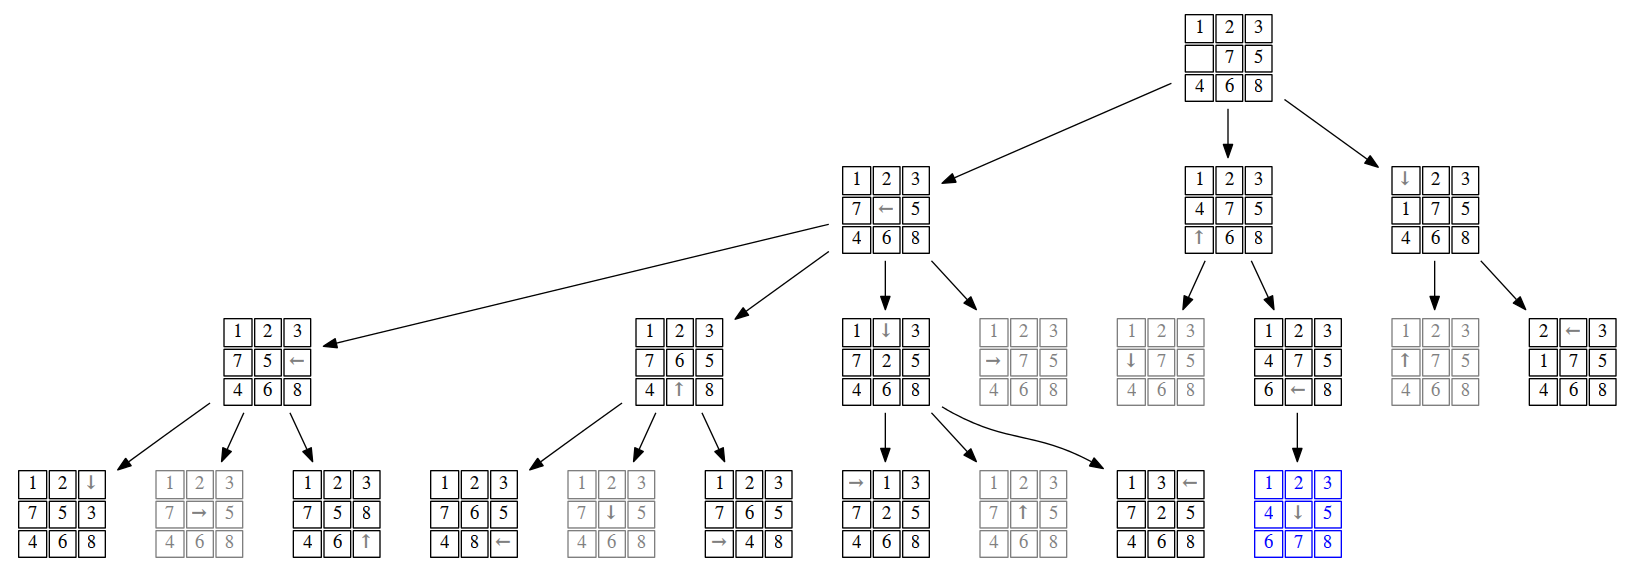 1 2 3
7 5
4 6 8
1 2 3
7 ← 5
4 6 8
1 2 3
4 7 5
↑ 6 8
↓ 2 3
1 7 5
4 6 8
1 2 3
7 5 ←
4 6 8
1 2 3
7 6 5
4 ↑ 8
1 ↓ 3
7 2 5
4 6 8
1 2 3
→ 7 5
4 6 8
1 2 3
↓ 7 5
4 6 8
1 2 3
4 7 5
6 ← 8
1 2 3
↑ 7 5
4 6 8
2 ← 3
1 7 5
4 6 8
1 2 ↓
7 5 3
4 6 8
1 2 3
7 → 5
4 6 8
1 2 3
7 5 8
4 6 ↑
1 2 3
7 6 5
4 8 ←
1 2 3
7 ↓ 5
4 6 8
1 2 3
7 6 5
→ 4 8
→ 1 3
7 2 5
4 6 8
1 2 3
7 ↑ 5
4 6 8
1 3 ←
7 2 5
4 6 8
1 2 3
4 ↓ 5
6 7 8